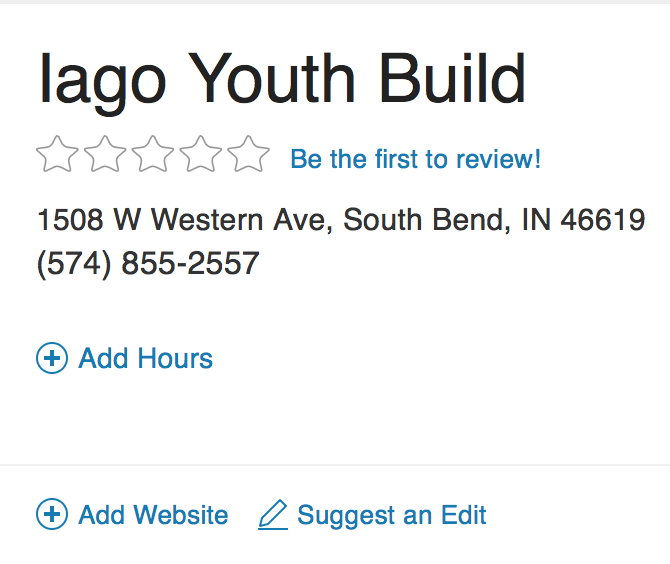 Iago Youth Build
Be the first to review!
1508 W Western Ave, South Bend, IN 46619
(574) 855-2557
Add Hours
Add Website
Suggest an Edit